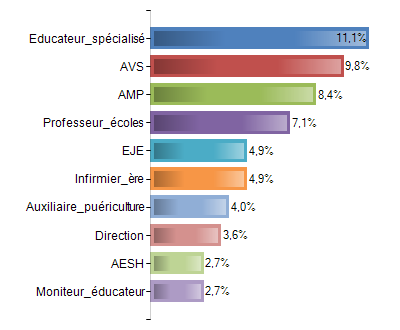 Educateur_spécialisé 11,1%
AVS 9,8%
AMP 8,4%
Professeur_écoles 7,1%
EJE 4,9%
Infirmier_ère 4,9%
Auxiliaire_puériculture 4,0%
Direction 3,6%
AESH 2,7%
Moniteur_éducateur 2,7%